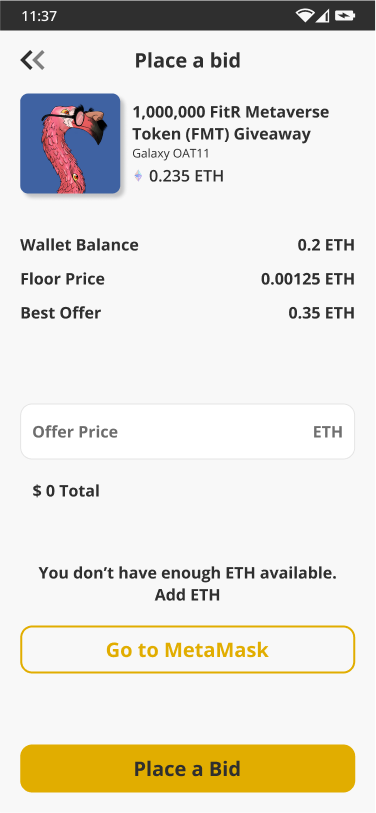 11:37
Place a bid
1,000,000 FitR Metaverse
Token (FMT) Giveaway
Galaxy OAT11
0.235 ETH
Wallet Balance 0.2 ETH
Floor Price 0.00125 ETH
Best Offer 0.35 ETH
Offer Price ETH
$ 0 Total
You don’t have enough ETH available.
Add ETH
Go to MetaMask
Place a Bid